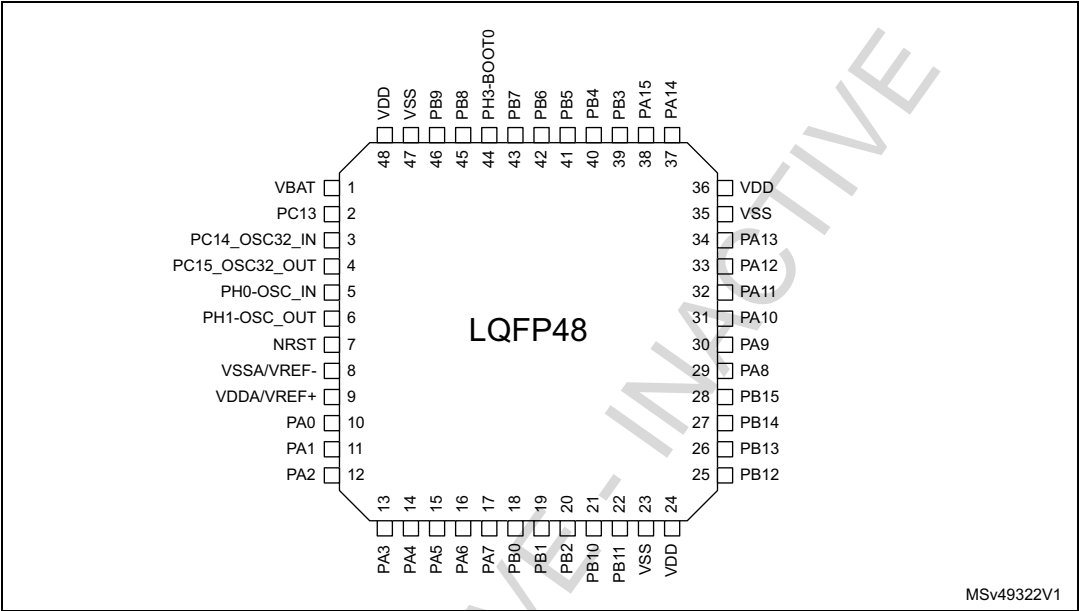 VDD
VSS
PB9
PB8
PH3-BOOT0
PB7
PB6
PB5
PB4
PB3
PA15
PA14
48
47
46
45
44
43
42
41
40
39
38
37
VBAT 1
PC13 2
PC14_OSC32_IN 3
PC15_OSC32_OUT 4
PH0-OSC_IN 5
PH1-OSC_OUT 6
NRST 7
VSSA/VREF- 8
VDDA/VREF+ 9
PA0 10
PA1 11
PA2 12
LQFP48
36 VDD
35 VSS
34 PA13
33 PA12
32 PA11
31 PA10
30 PA9
29 PA8
28 PB15
27 PB14
26 PB13
25 PB12
13
14
15
16
17
18
19
20
21
22
23
24
PA3
PA4
PA5
PA6
PA7
PB0
PB1
PB2
PB10
PB11
VSS
VDD
VE - INACTIVE
MSv49322V1